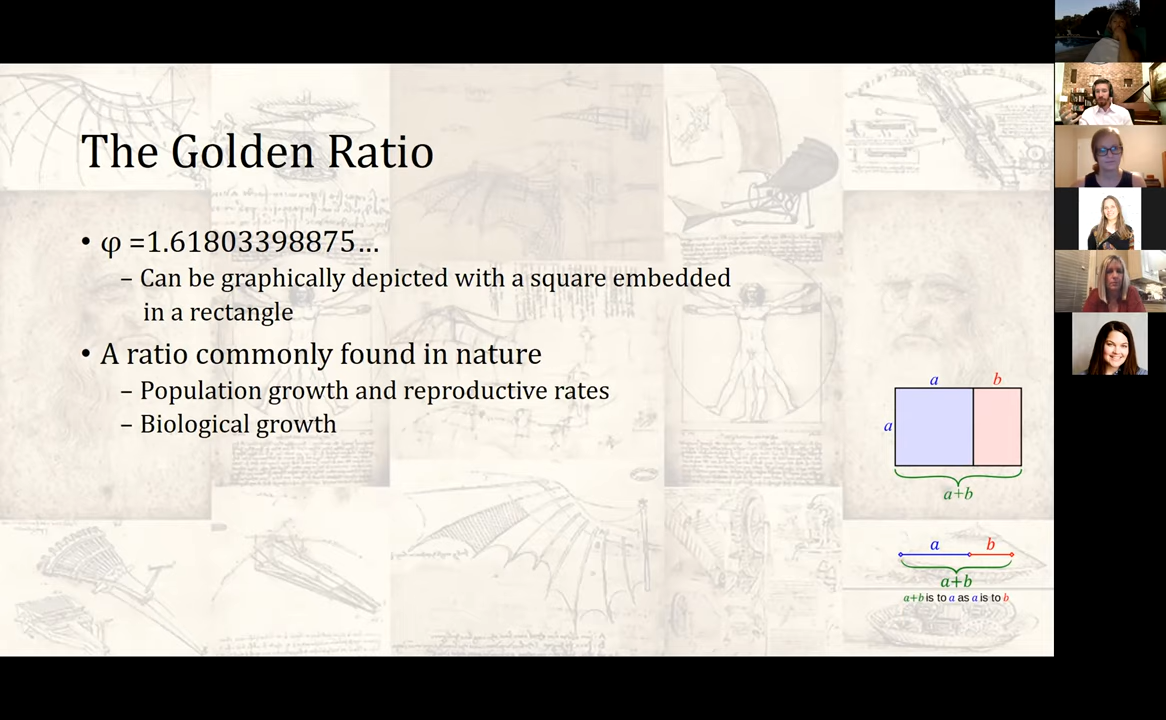 The Golden Ratio
• φ =1.61803398875…
– Can be graphically depicted with a square embedded
in a rectangle
• A ratio commonly found in nature
– Population growth and reproductive rates
– Biological growth
a b
a
a+b
a b
a+b
a+b is to a as a is to b